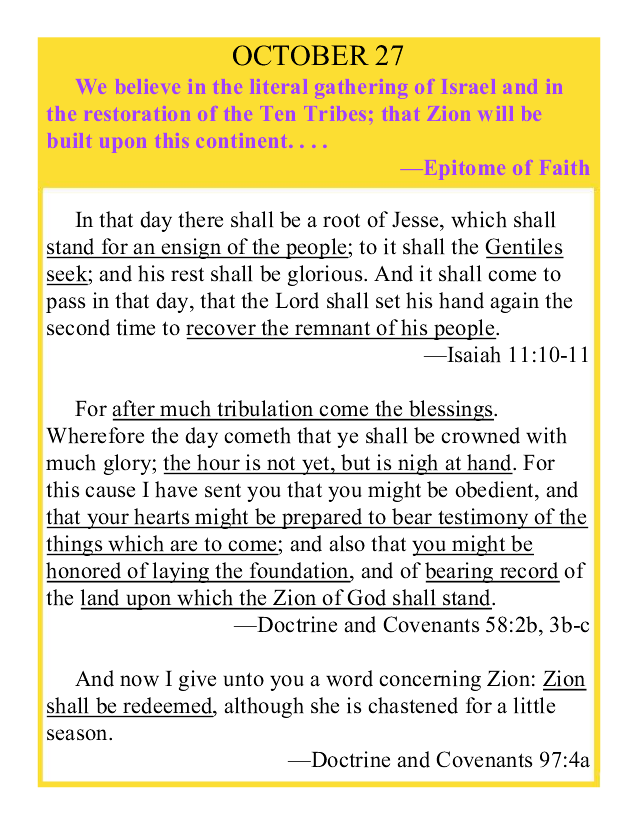 OCTOBER 27
We believe in the literal gathering of Israel and in
the restoration of the Ten Tribes; that Zion will be
built upon this continent. . . .
—Epitome of Faith
In that day there shall be a root of Jesse, which shall
stand for an ensign of the people; to it shall the Gentiles
seek; and his rest shall be glorious. And it shall come to
pass in that day, that the Lord shall set his hand again the
second time to recover the remnant of his people.
—Isaiah 11:10-11
For after much tribulation come the blessings.
Wherefore the day cometh that ye shall be crowned with
much glory; the hour is not yet, but is nigh at hand. For
this cause I have sent you that you might be obedient, and
that your hearts might be prepared to bear testimony of the
things which are to come; and also that you might be
honored of laying the foundation, and of bearing record of
the land upon which the Zion of God shall stand.
—Doctrine and Covenants 58:2b, 3b-c
And now I give unto you a word concerning Zion: Zion
shall be redeemed, although she is chastened for a little
season.
—Doctrine and Covenants 97:4a